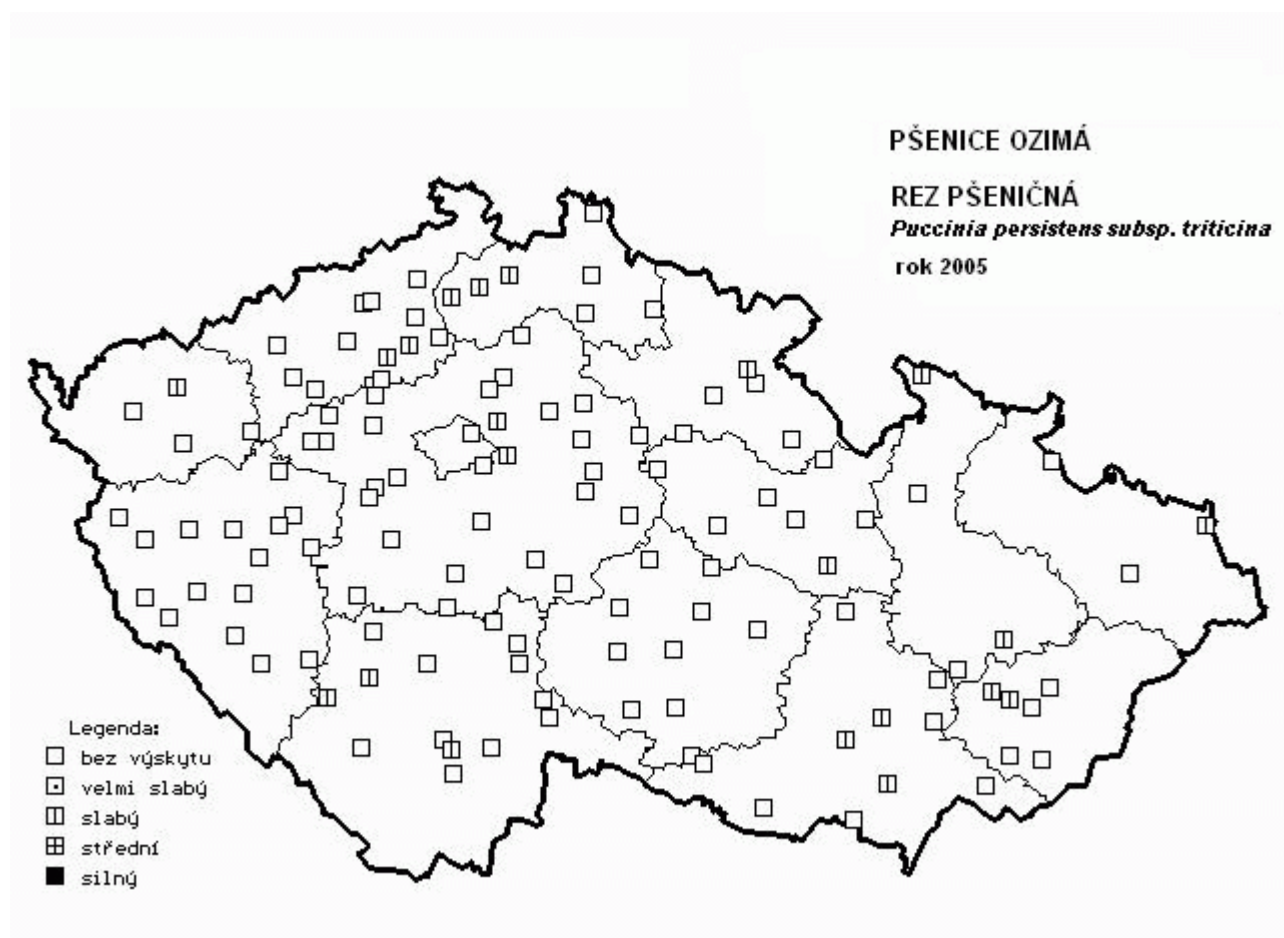 PŠENICE OZIMÁ
REZ PŠENIČNÁ
Puccinia persistens subsp. triticina
rok 2005
Legenda:
bez výskytu
velmi slabý
slabý
střední
silný